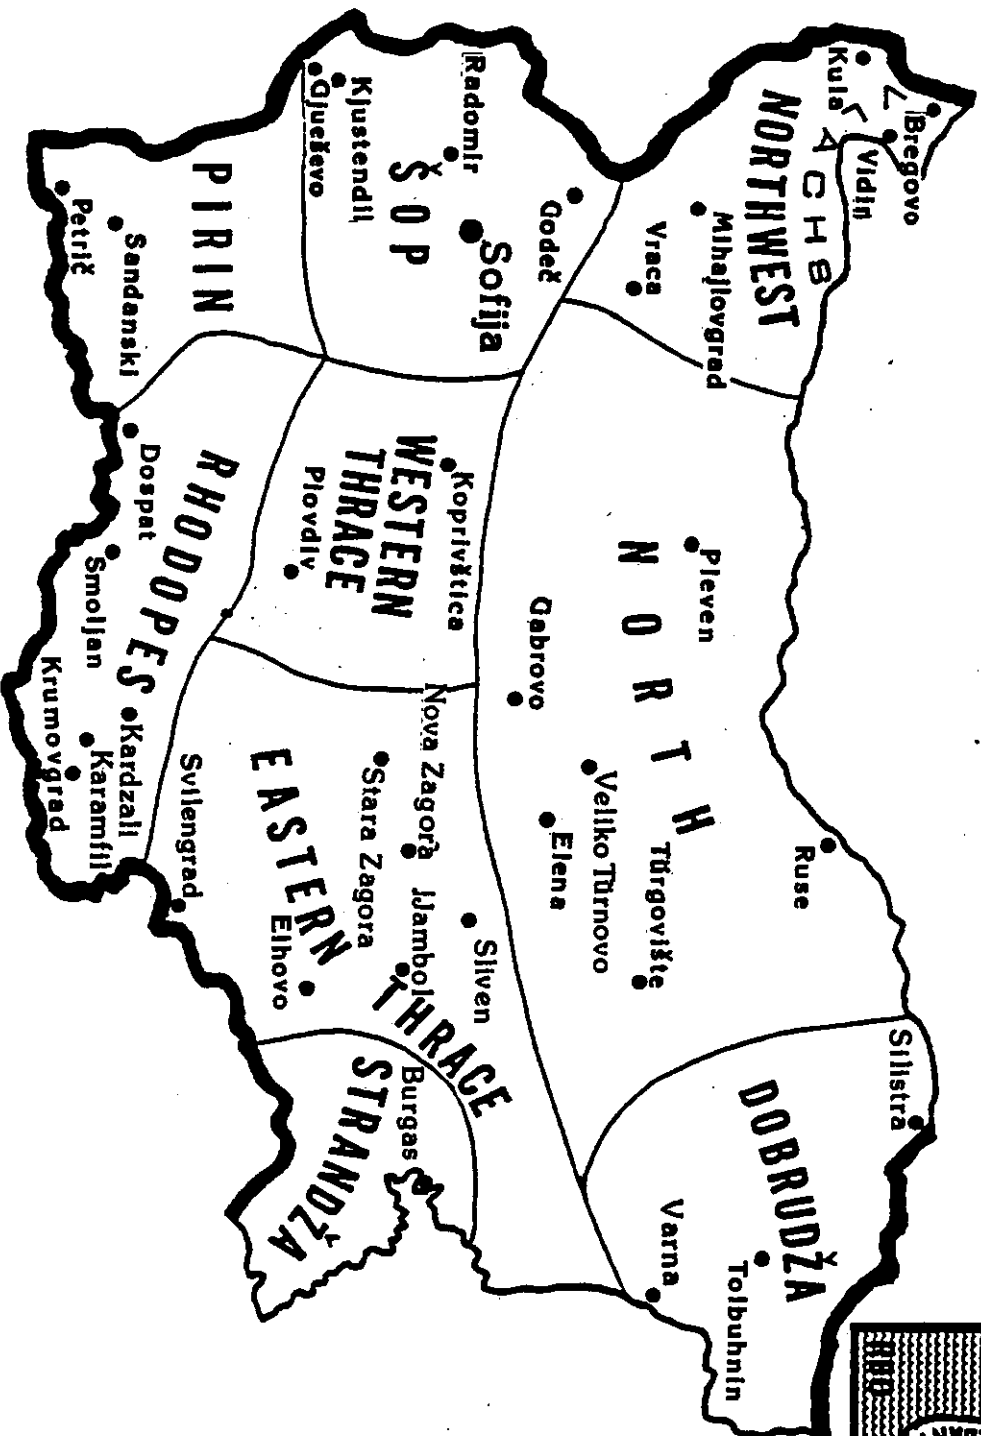 Bregovo
Kula
Vidin
VLACHS
NORTHWEST
Mihajlovgrad
Vraca
Godeč
Radomir
Sofija
ŠOP
Kjustendil
Gjueševo
PIRIN
Sandanski
Petrič
Pleven
NORTH
Gabrovo
Ruse
Veliko Tŭrnovo
Elena
Tŭrgovište
Silistra
DOBRUDŽA
Tolbuhnin
Varna
Koprivštica
WESTERN
THRACE
Plovdiv
RHODOPES
Dospat
Smoljan
Kardzali
Karamfil
Krumovgrad
Nova Zagora
Stara Zagora
Sliven
Jambol
EASTERN THRACE
Elhovo
Svilengrad
Burgas
STRANDŽA